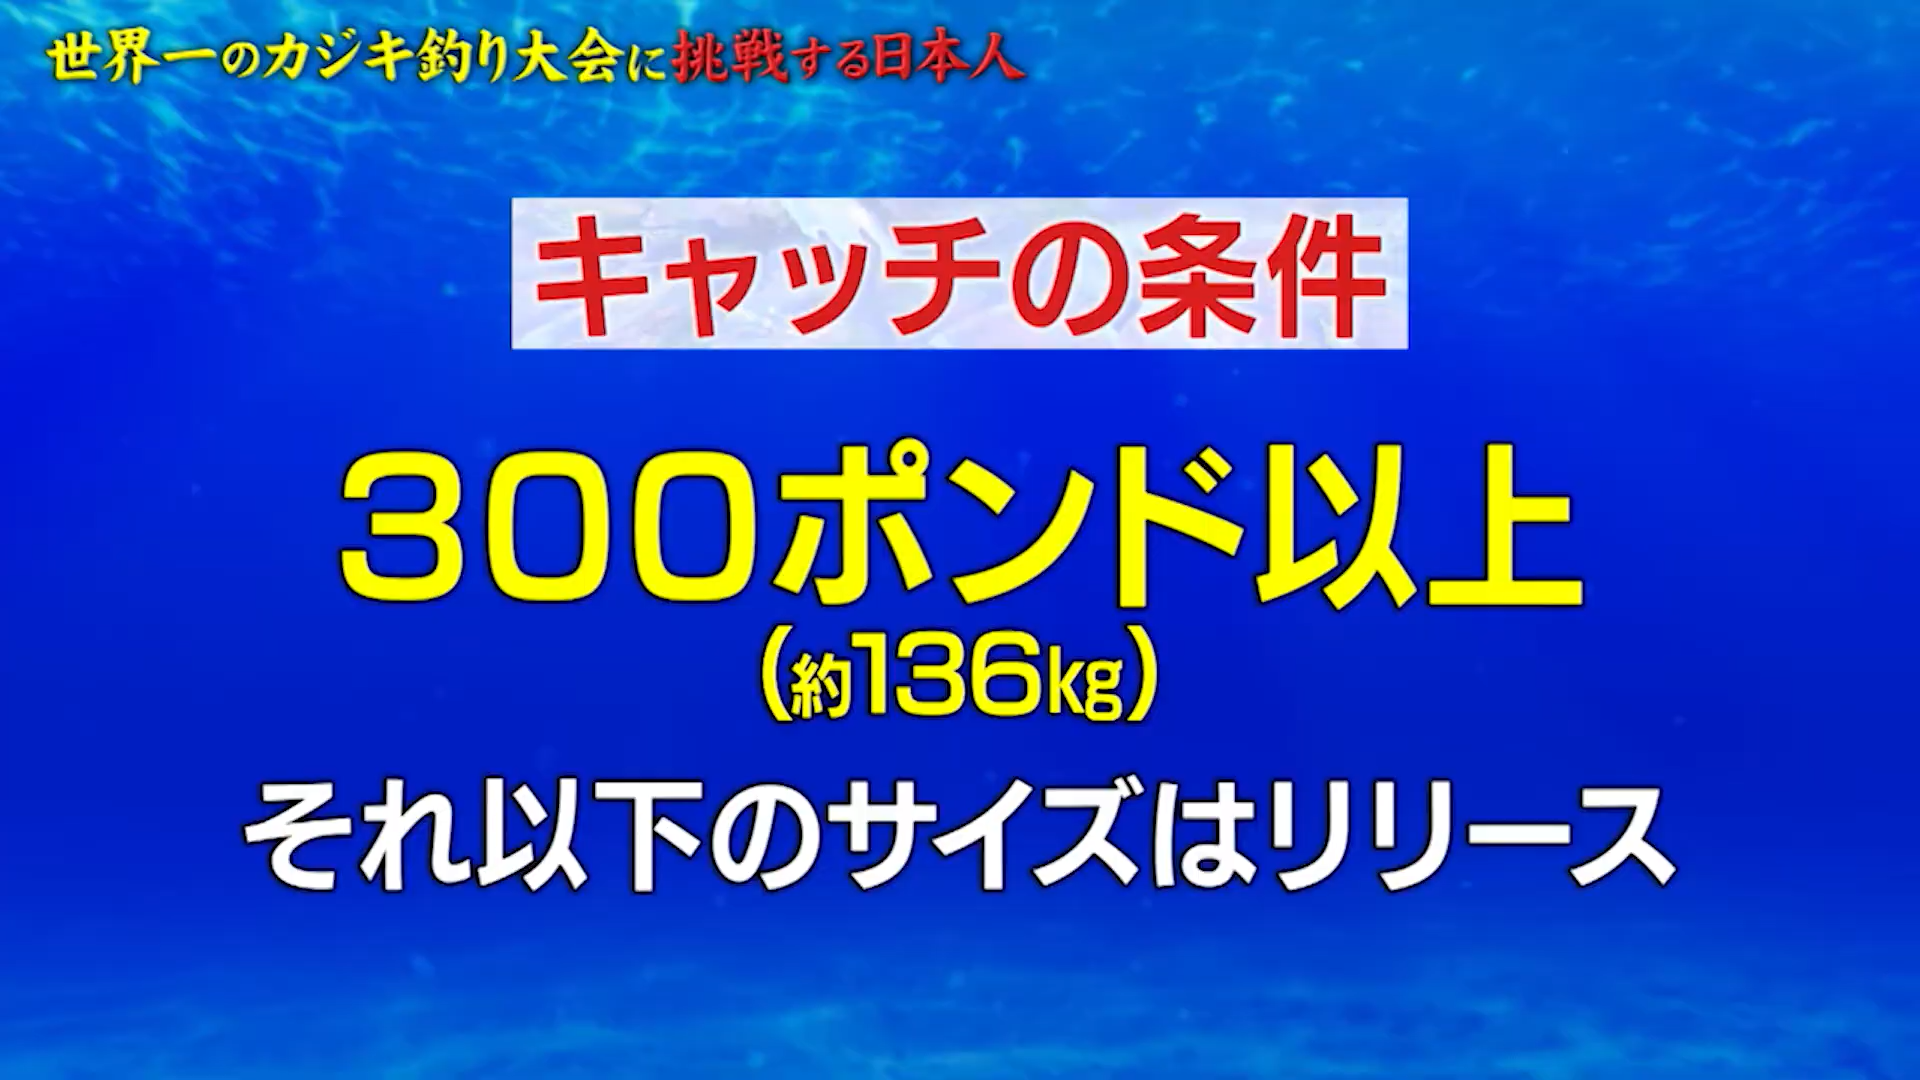 世界一のカジキ釣り大会に挑戦する日本人
キャッチの条件
300ポンド以上
(約136kg)
それ以下のサイズはリリース